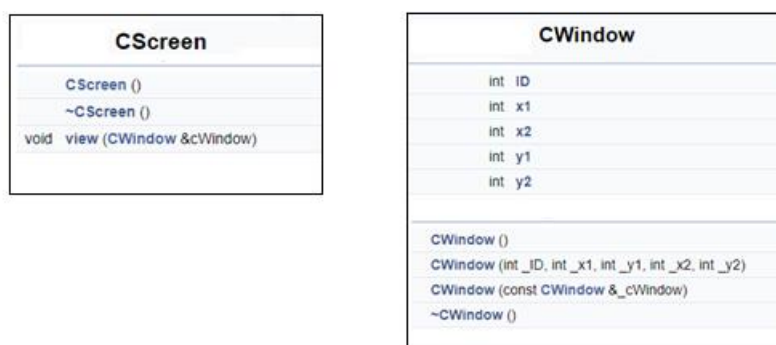 CScreen
CScreen ()
~CScreen ()
void view (CWindow &cWindow)
CWindow
int ID
int x1
int x2
int y1
int y2
CWindow ()
CWindow (int _ID, int _x1, int _y1, int _x2, int _y2)
CWindow (const CWindow &_cWindow)
~CWindow ()